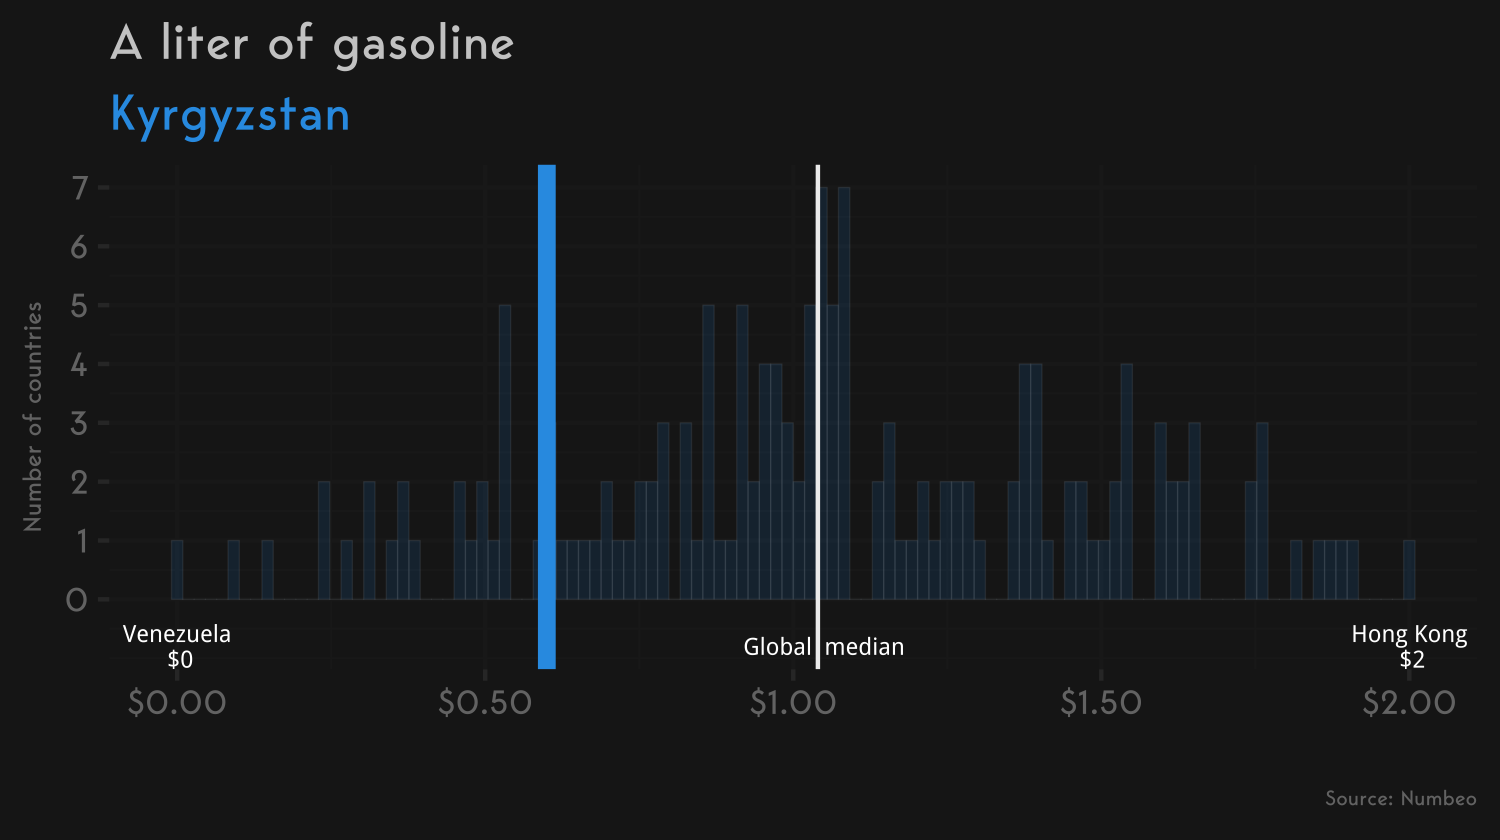 A liter of gasoline
Kyrgyzstan
Number of countries
7
6
5
4
3
2
1
0
Venezuela
$0
Global median
Hong Kong
$2
$0.00 $0.50 $1.00 $1.50 $2.00
Source: Numbeo